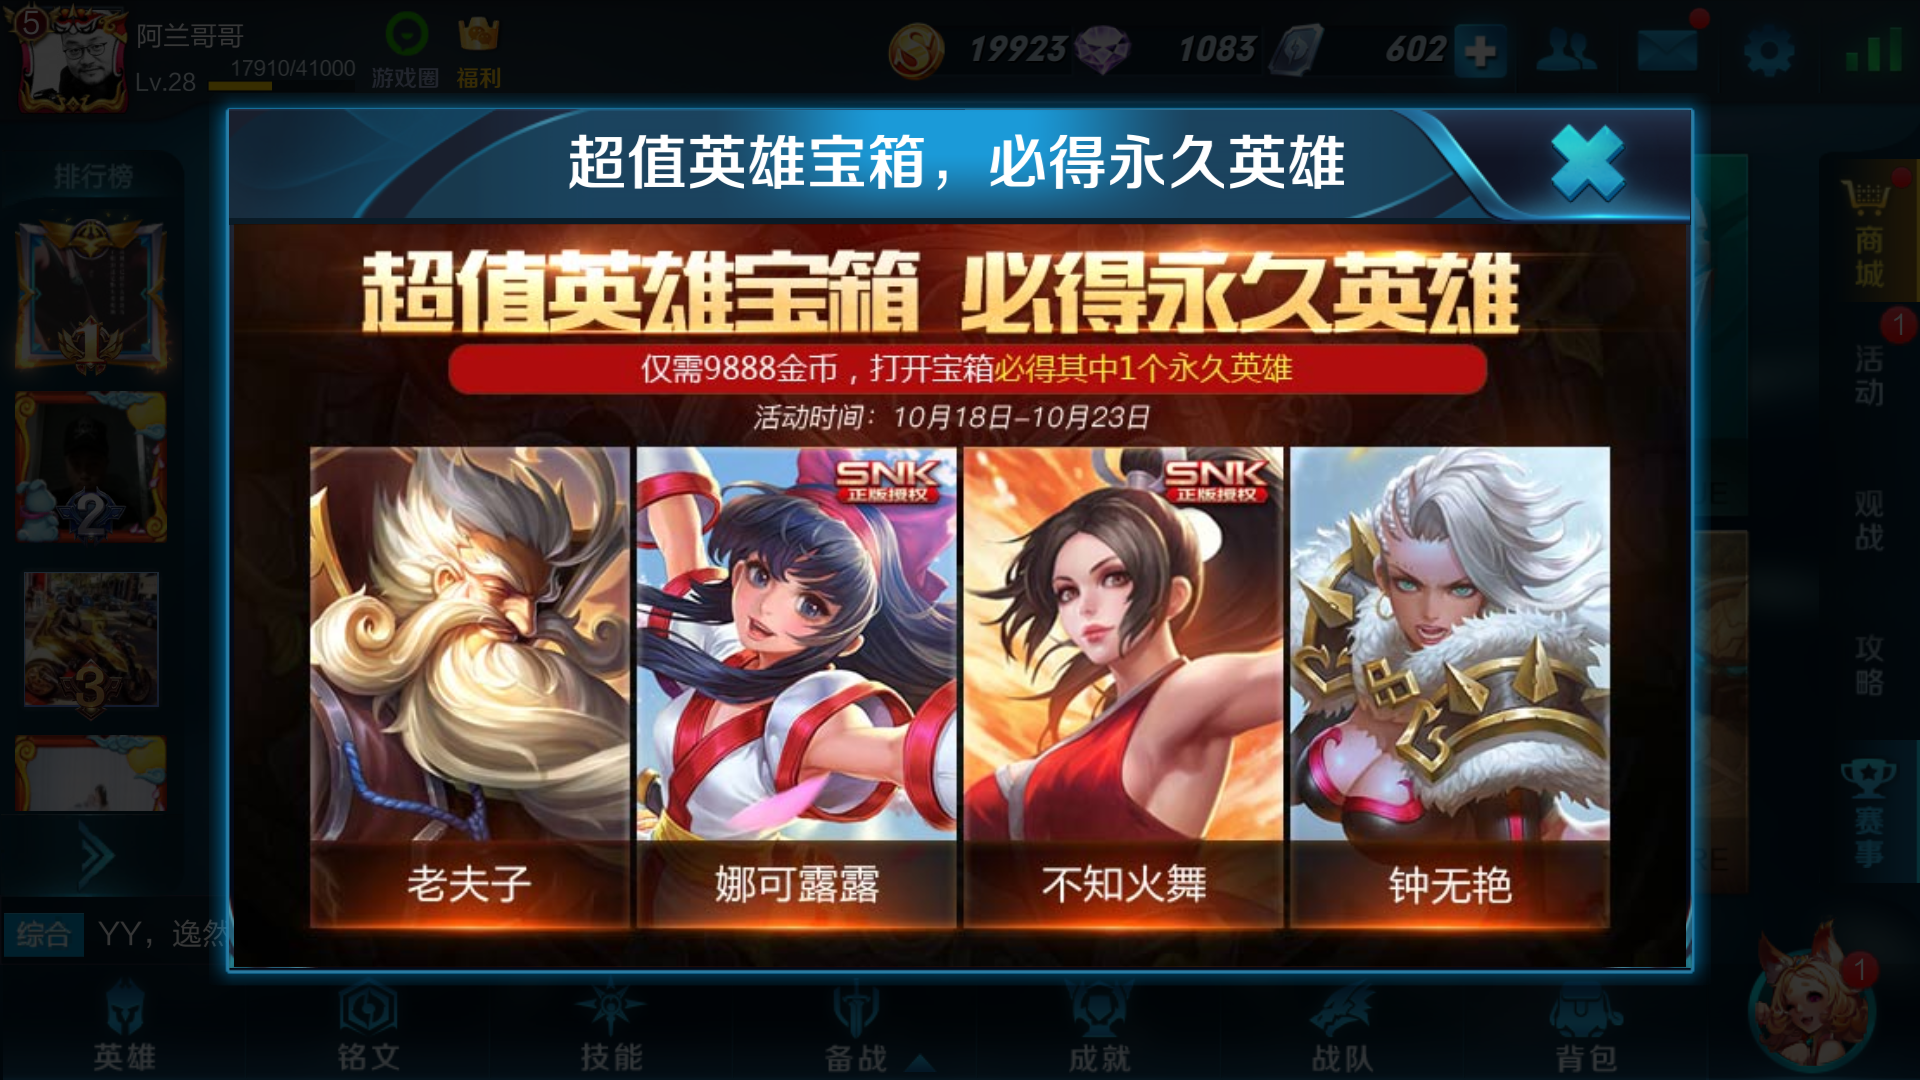 5
阿兰哥哥
Lv.28
17910/41000
游戏圈
福利
19923
1083
602
排行榜
1
2
3
超值英雄宝箱，必得永久英雄
超值英雄宝箱 必得永久英雄
仅需9888金币，打开宝箱必得其中1个永久英雄
活动时间：10月18日-10月23日
SNK
正版授权
SNK
正版授权
老夫子
娜可露露
不知火舞
钟无艳
商城
1
活动
观战
攻略
赛事
综合
YY，逸然
英雄
铭文
技能
备战
成就
战队
背包
1